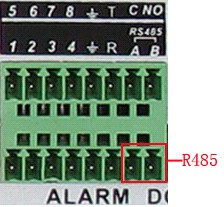 5 6 7 8 ⏚ T C NO
RS485
1 2 3 4 ⏚ R A B
R485
ALARM